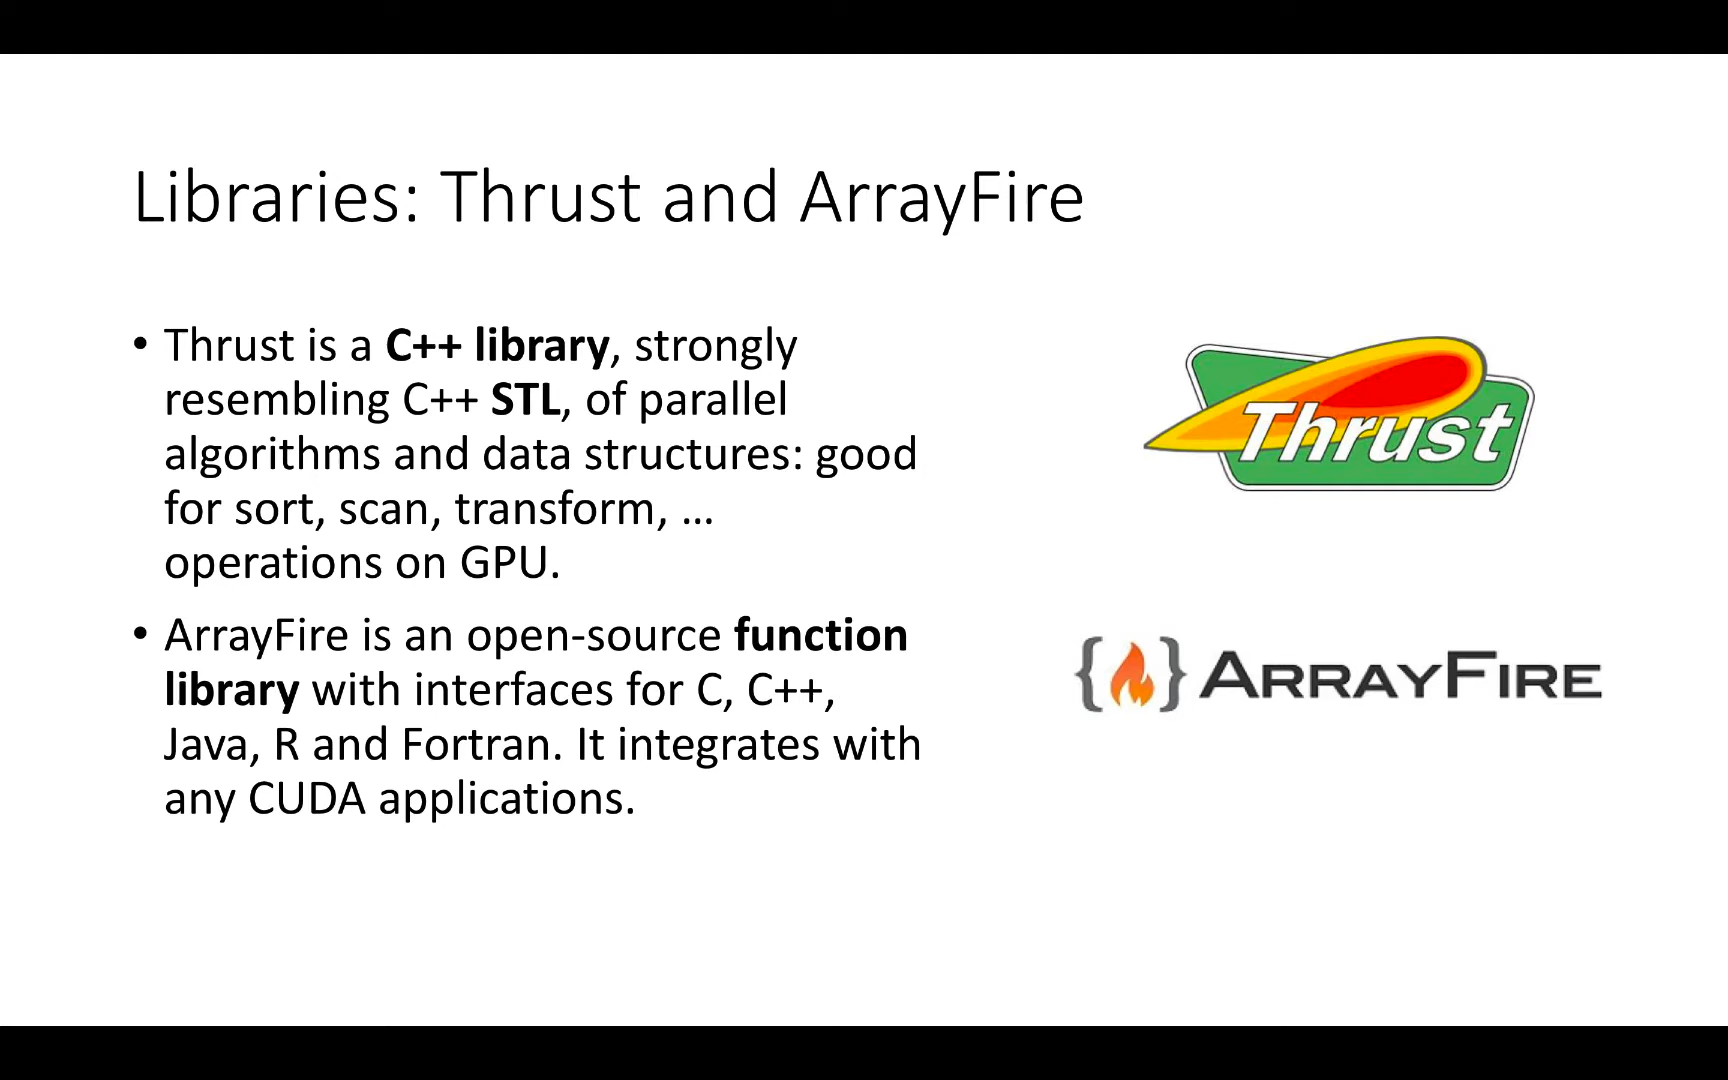 Libraries: Thrust and ArrayFire
• Thrust is a C++ library, strongly
resembling C++ STL, of parallel
algorithms and data structures: good
for sort, scan, transform, …
operations on GPU.
• ArrayFire is an open-source function
library with interfaces for C, C++,
Java, R and Fortran. It integrates with
any CUDA applications.
Thrust
{ } ARRAYFIRE